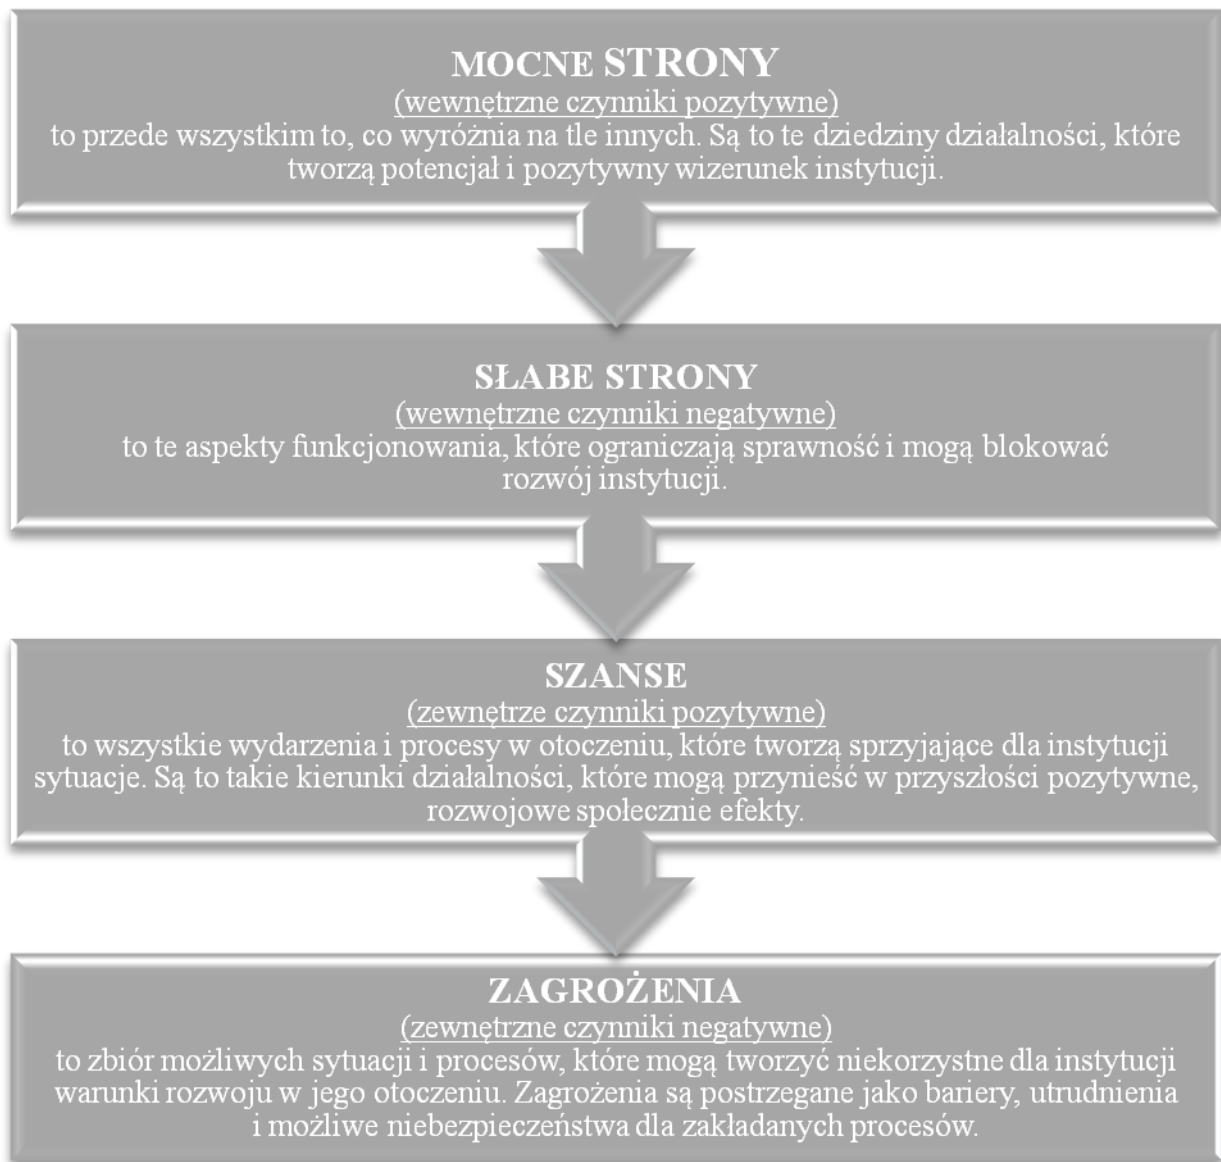 MOCNE STRONY
(wewnętrzne czynniki pozytywne)
to przede wszystkim to, co wyróżnia na tle innych. Są to te dziedziny działalności, które
tworzą potencjał i pozytywny wizerunek instytucji.
SŁABE STRONY
(wewnętrzne czynniki negatywne)
to te aspekty funkcjonowania, które ograniczają sprawność i mogą blokować
rozwój instytucji.
SZANSE
(zewnętrze czynniki pozytywne)
to wszystkie wydarzenia i procesy w otoczeniu, które tworzą sprzyjające dla instytucji
sytuacje. Są to takie kierunki działalności, które mogą przynieść w przyszłości pozytywne,
rozwojowe społecznie efekty.
ZAGROŻENIA
(zewnętrzne czynniki negatywne)
to zbiór możliwych sytuacji i procesów, które mogą tworzyć niekorzystne dla instytucji
warunki rozwoju w jego otoczeniu. Zagrożenia są postrzegane jako bariery, utrudnienia
i możliwe niebezpieczeństwa dla zakładanych procesów.